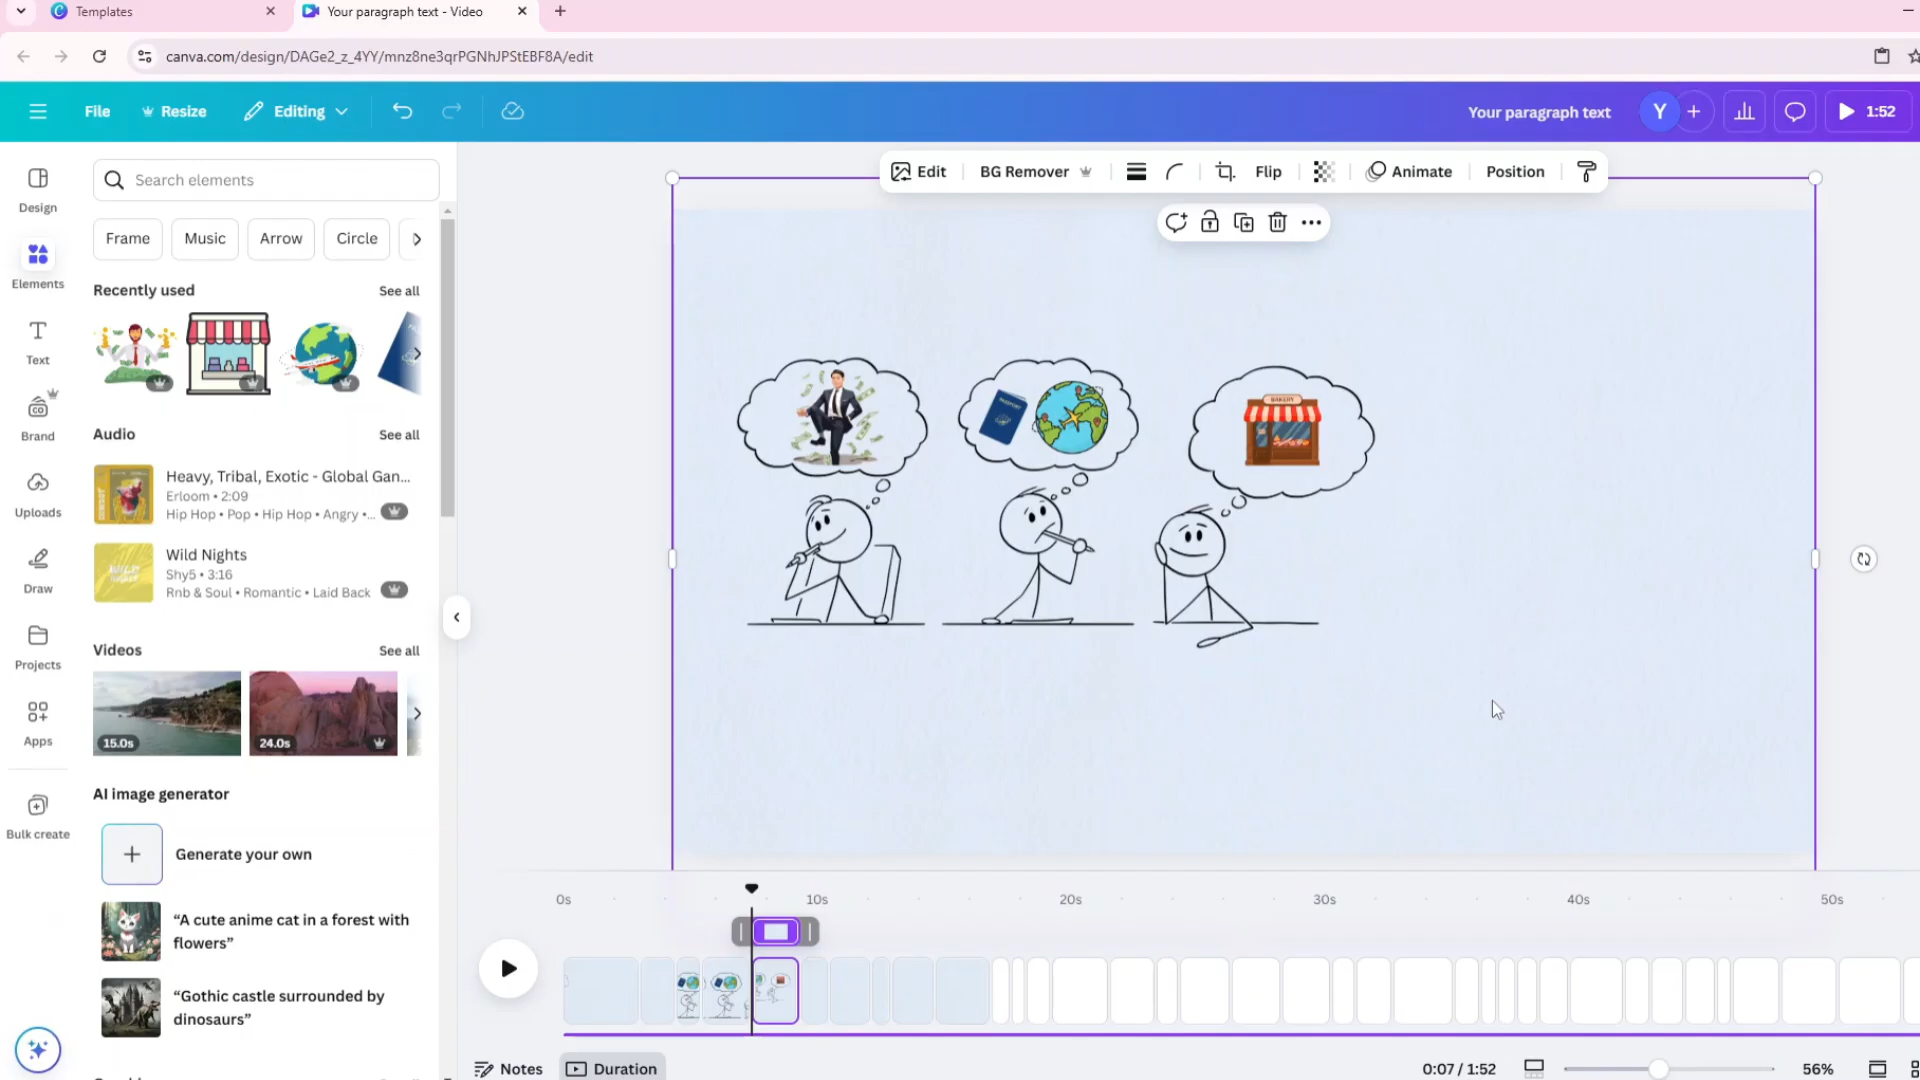 Templates
Your paragraph text - Video
canva.com/design/DAGe2_z_4YY/mnz8ne3qrPGNhJPStEBF8A/edit
File
Resize
Editing
Your paragraph text
Y
1:52
Design
Elements
Text
Brand
Uploads
Draw
Projects
Apps
Bulk create
Search elements
Frame
Music
Arrow
Circle
Recently used
See all
Audio
See all
Heavy, Tribal, Exotic - Global Gan...
Erloom • 2:09
Hip Hop • Pop • Hip Hop • Angry •...
Wild Nights
Shy5 • 3:16
Rnb & Soul • Romantic • Laid Back
Videos
See all
15.0s
24.0s
AI image generator
Generate your own
“A cute anime cat in a forest with
flowers”
“Gothic castle surrounded by
dinosaurs”
Edit
BG Remover
Flip
Animate
Position
PASSPORT
BAKERY
0s
10s
20s
30s
40s
50s
Notes
Duration
0:07 / 1:52
56%